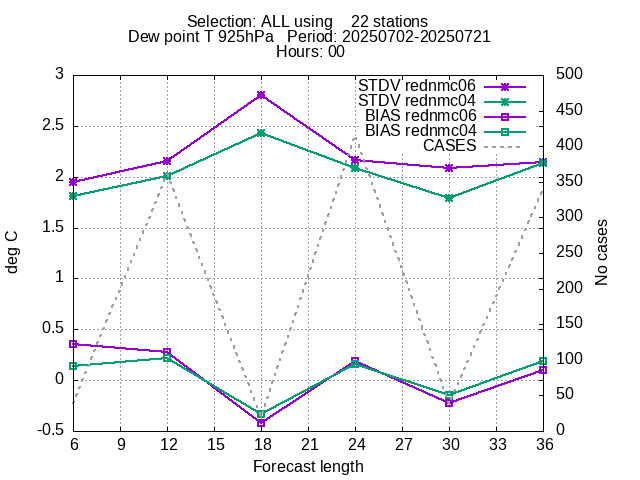 Selection: ALL using    22 stations
Dew point T 925hPa   Period: 20250702-20250721
Hours: 00
STDV rednmc06
STDV rednmc04
BIAS rednmc06
BIAS rednmc04
CASES
3
2.5
2
1.5
1
0.5
0
-0.5
deg C
500
450
400
350
300
250
200
150
100
50
0
No cases
6 9 12 15 18 21 24 27 30 33 36
Forecast length